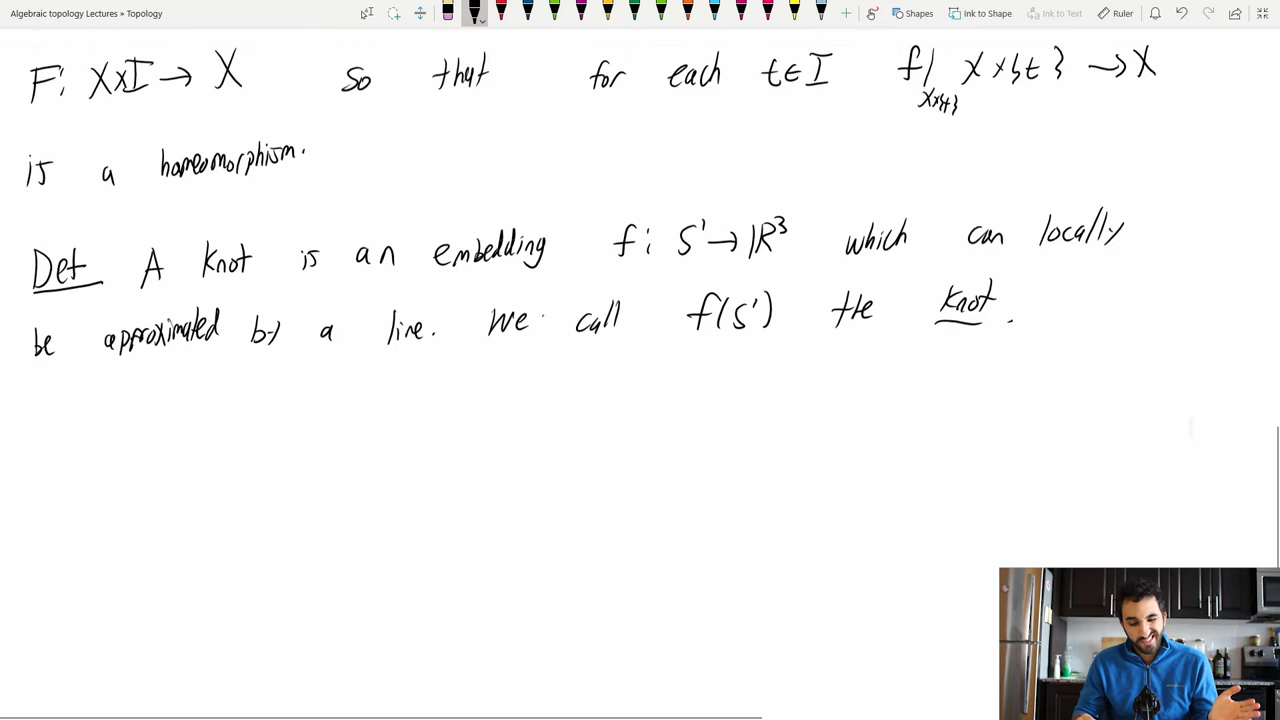 Algebraic topology Lectures » Topology
Shapes Ink to Shape Ink to Text Ruler
F: X×I → X so that for each t∈I f| X×{t} → X
X×{t}
is a homeomorphism.
Def A Knot is an embedding f: S¹ → ℝ³ which can locally
be approximated by a line. We call f(S¹) the knot.